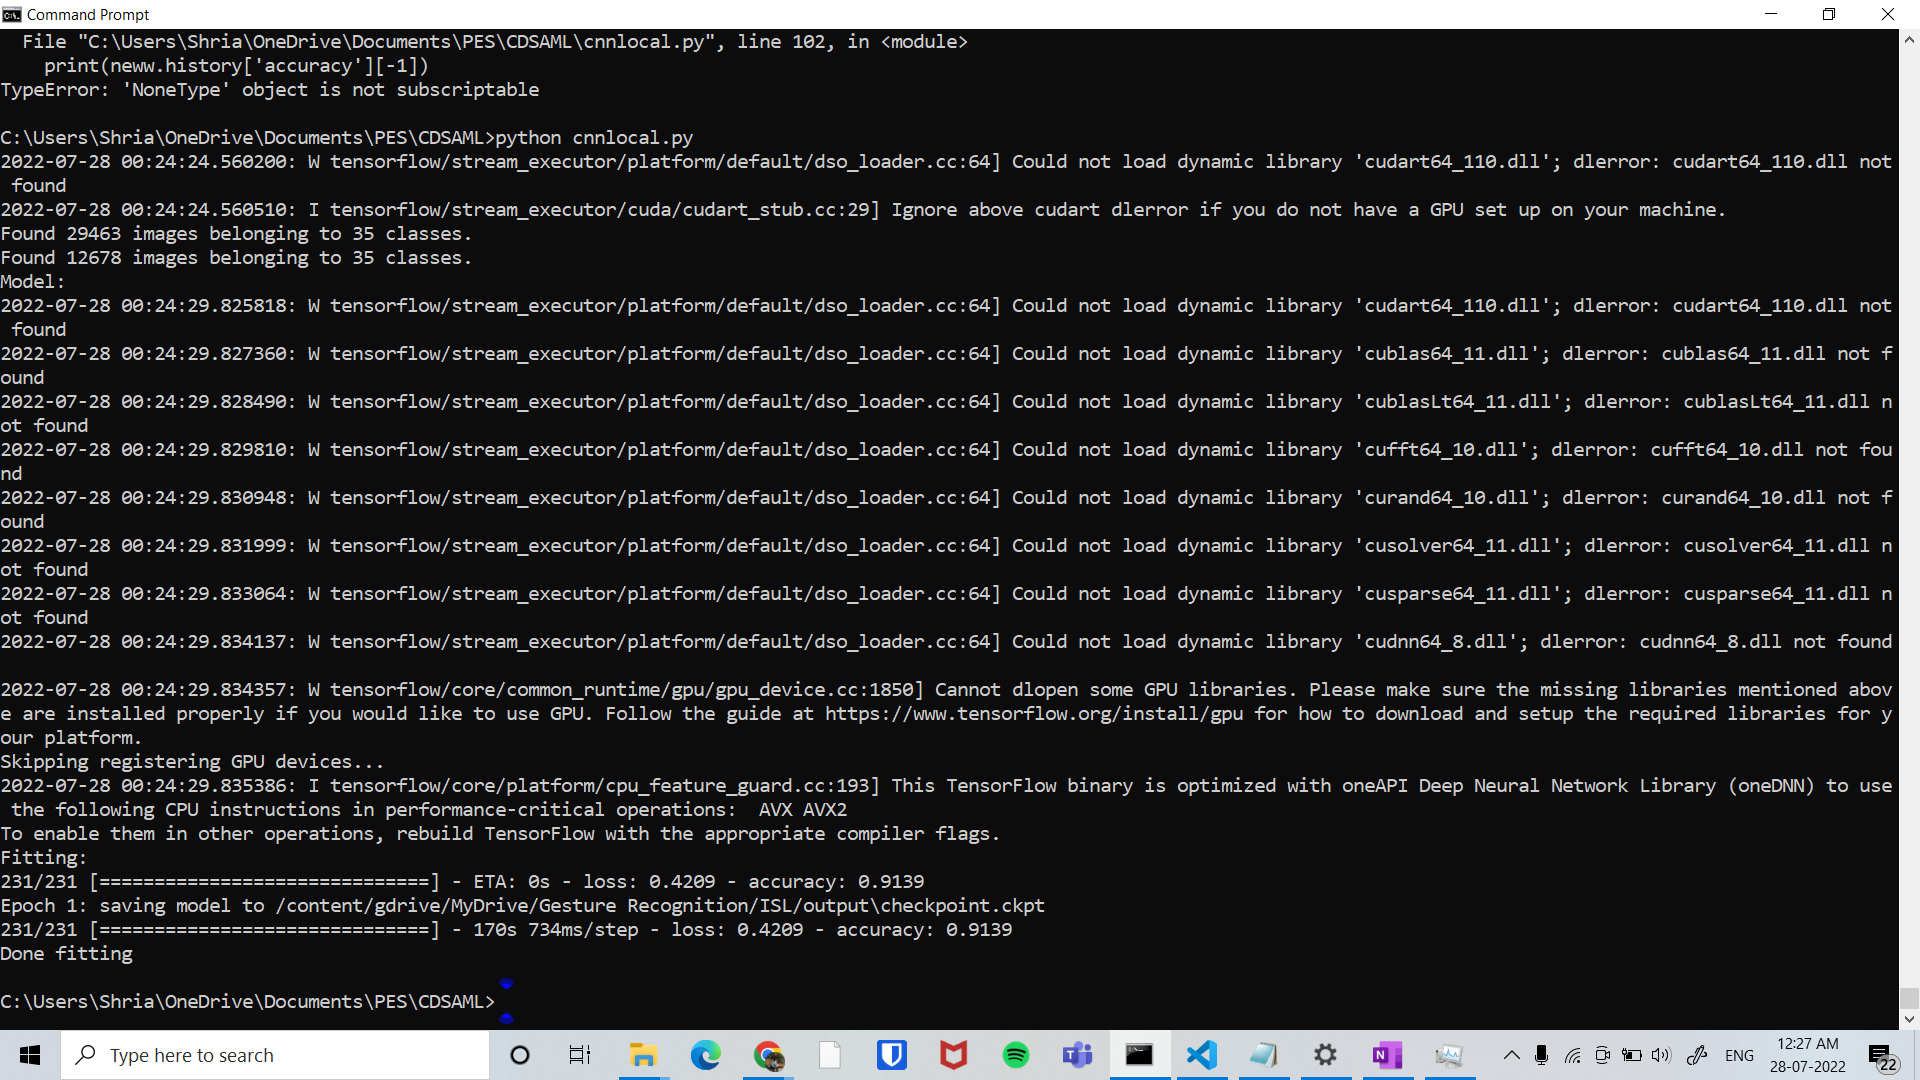 Command Prompt
  File "C:\Users\Shria\OneDrive\Documents\PES\CDSAML\cnnlocal.py", line 102, in <module>
    print(neww.history['accuracy'][-1])
TypeError: 'NoneType' object is not subscriptable
C:\Users\Shria\OneDrive\Documents\PES\CDSAML>python cnnlocal.py
2022-07-28 00:24:24.560200: W tensorflow/stream_executor/platform/default/dso_loader.cc:64] Could not load dynamic library 'cudart64_110.dll'; dlerror: cudart64_110.dll not
 found
2022-07-28 00:24:24.560510: I tensorflow/stream_executor/cuda/cudart_stub.cc:29] Ignore above cudart dlerror if you do not have a GPU set up on your machine.
Found 29463 images belonging to 35 classes.
Found 12678 images belonging to 35 classes.
Model:
2022-07-28 00:24:29.825818: W tensorflow/stream_executor/platform/default/dso_loader.cc:64] Could not load dynamic library 'cudart64_110.dll'; dlerror: cudart64_110.dll not
 found
2022-07-28 00:24:29.827360: W tensorflow/stream_executor/platform/default/dso_loader.cc:64] Could not load dynamic library 'cublas64_11.dll'; dlerror: cublas64_11.dll not f
ound
2022-07-28 00:24:29.828490: W tensorflow/stream_executor/platform/default/dso_loader.cc:64] Could not load dynamic library 'cublasLt64_11.dll'; dlerror: cublasLt64_11.dll n
ot found
2022-07-28 00:24:29.829810: W tensorflow/stream_executor/platform/default/dso_loader.cc:64] Could not load dynamic library 'cufft64_10.dll'; dlerror: cufft64_10.dll not fou
nd
2022-07-28 00:24:29.830948: W tensorflow/stream_executor/platform/default/dso_loader.cc:64] Could not load dynamic library 'curand64_10.dll'; dlerror: curand64_10.dll not f
ound
2022-07-28 00:24:29.831999: W tensorflow/stream_executor/platform/default/dso_loader.cc:64] Could not load dynamic library 'cusolver64_11.dll'; dlerror: cusolver64_11.dll n
ot found
2022-07-28 00:24:29.833064: W tensorflow/stream_executor/platform/default/dso_loader.cc:64] Could not load dynamic library 'cusparse64_11.dll'; dlerror: cusparse64_11.dll n
ot found
2022-07-28 00:24:29.834137: W tensorflow/stream_executor/platform/default/dso_loader.cc:64] Could not load dynamic library 'cudnn64_8.dll'; dlerror: cudnn64_8.dll not found
2022-07-28 00:24:29.834357: W tensorflow/core/common_runtime/gpu/gpu_device.cc:1850] Cannot dlopen some GPU libraries. Please make sure the missing libraries mentioned abov
e are installed properly if you would like to use GPU. Follow the guide at https://www.tensorflow.org/install/gpu for how to download and setup the required libraries for y
our platform.
Skipping registering GPU devices...
2022-07-28 00:24:29.835386: I tensorflow/core/platform/cpu_feature_guard.cc:193] This TensorFlow binary is optimized with oneAPI Deep Neural Network Library (oneDNN) to use
 the following CPU instructions in performance-critical operations:  AVX AVX2
To enable them in other operations, rebuild TensorFlow with the appropriate compiler flags.
Fitting:
231/231 [==============================] - ETA: 0s - loss: 0.4209 - accuracy: 0.9139
Epoch 1: saving model to /content/gdrive/MyDrive/Gesture Recognition/ISL/output\checkpoint.ckpt
231/231 [==============================] - 170s 734ms/step - loss: 0.4209 - accuracy: 0.9139
Done fitting
C:\Users\Shria\OneDrive\Documents\PES\CDSAML>
Type here to search
ENG
12:27 AM
28-07-2022
22